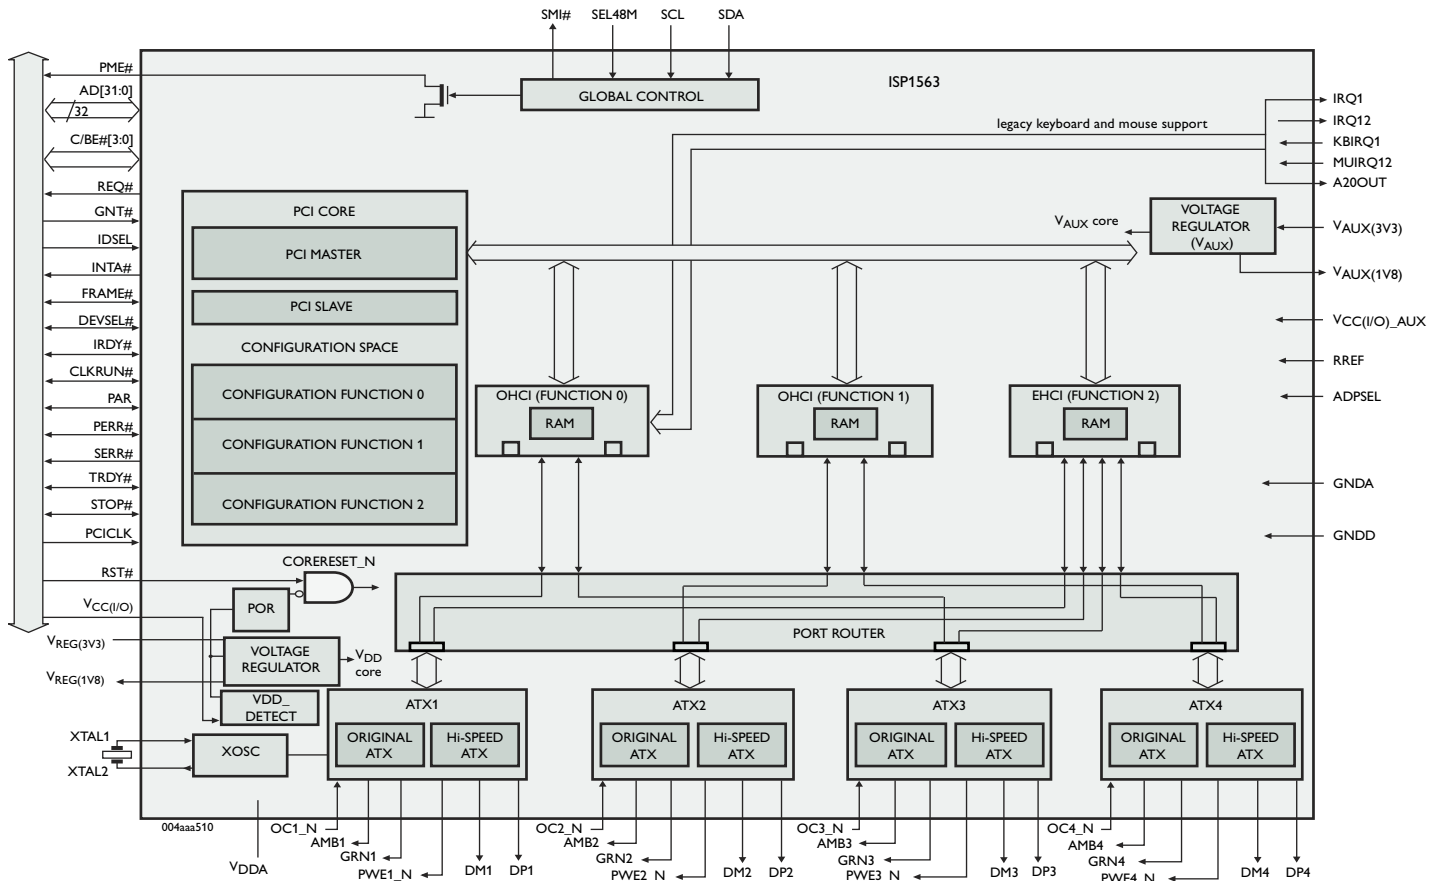 SMI# SEL48M SCL SDA
PME#
AD[31:0]
32
C/BE#[3:0]
REQ#
GNT#
IDSEL
INTA#
FRAME#
DEVSEL#
IRDY#
CLKRUN#
PAR
PERR#
SERR#
TRDY#
STOP#
PCICLK
RST#
VCC(I/O)
VREG(3V3)
VREG(1V8)
XTAL1
XTAL2
GLOBAL CONTROL
ISP1563
legacy keyboard and mouse support
IRQ1
IRQ12
KBIRQ1
MUIRQ12
A20OUT
VAUX core
VOLTAGE
REGULATOR
(VAUX)
VAUX(3V3)
VAUX(1V8)
VCC(I/O)_AUX
RREF
ADPSEL
GNDA
GNDD
PCI CORE
PCI MASTER
PCI SLAVE
CONFIGURATION SPACE
CONFIGURATION FUNCTION 0
CONFIGURATION FUNCTION 1
CONFIGURATION FUNCTION 2
OHCI (FUNCTION 0)
RAM
OHCI (FUNCTION 1)
RAM
EHCI (FUNCTION 2)
RAM
CORERESET_N
POR
VOLTAGE
REGULATOR
VDD
core
VDD_
DETECT
XOSC
PORT ROUTER
ATX1
ORIGINAL
ATX
Hi-SPEED
ATX
ATX2
ORIGINAL
ATX
Hi-SPEED
ATX
ATX3
ORIGINAL
ATX
Hi-SPEED
ATX
ATX4
ORIGINAL
ATX
Hi-SPEED
ATX
004aaa510
VDDA
OC1_N
AMB1
GRN1
PWE1_N
DM1
DP1
OC2_N
AMB2
GRN2
PWE2_N
DM2
DP2
OC3_N
AMB3
GRN3
PWE3_N
DM3
DP3
OC4_N
AMB4
GRN4
PWE4_N
DM4
DP4